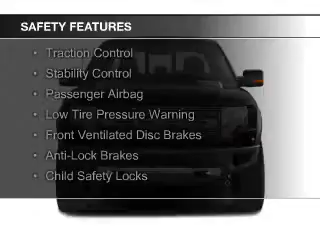 SAFETY FEATURES
• Traction Control
• Stability Control
• Passenger Airbag
• Low Tire Pressure Warning
• Front Ventilated Disc Brakes
• Anti-Lock Brakes
• Child Safety Locks